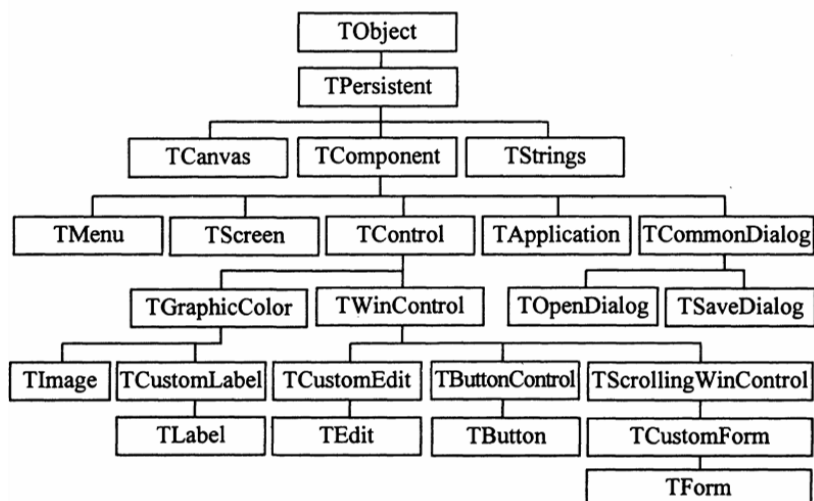 TObject
TPersistent
TCanvas TComponent TStrings
TMenu TScreen TControl TApplication TCommonDialog
TGraphicColor TWinControl TOpenDialog TSaveDialog
TImage TCustomLabel TCustomEdit TButtonControl TScrollingWinControl
TLabel TEdit TButton TCustomForm
TForm